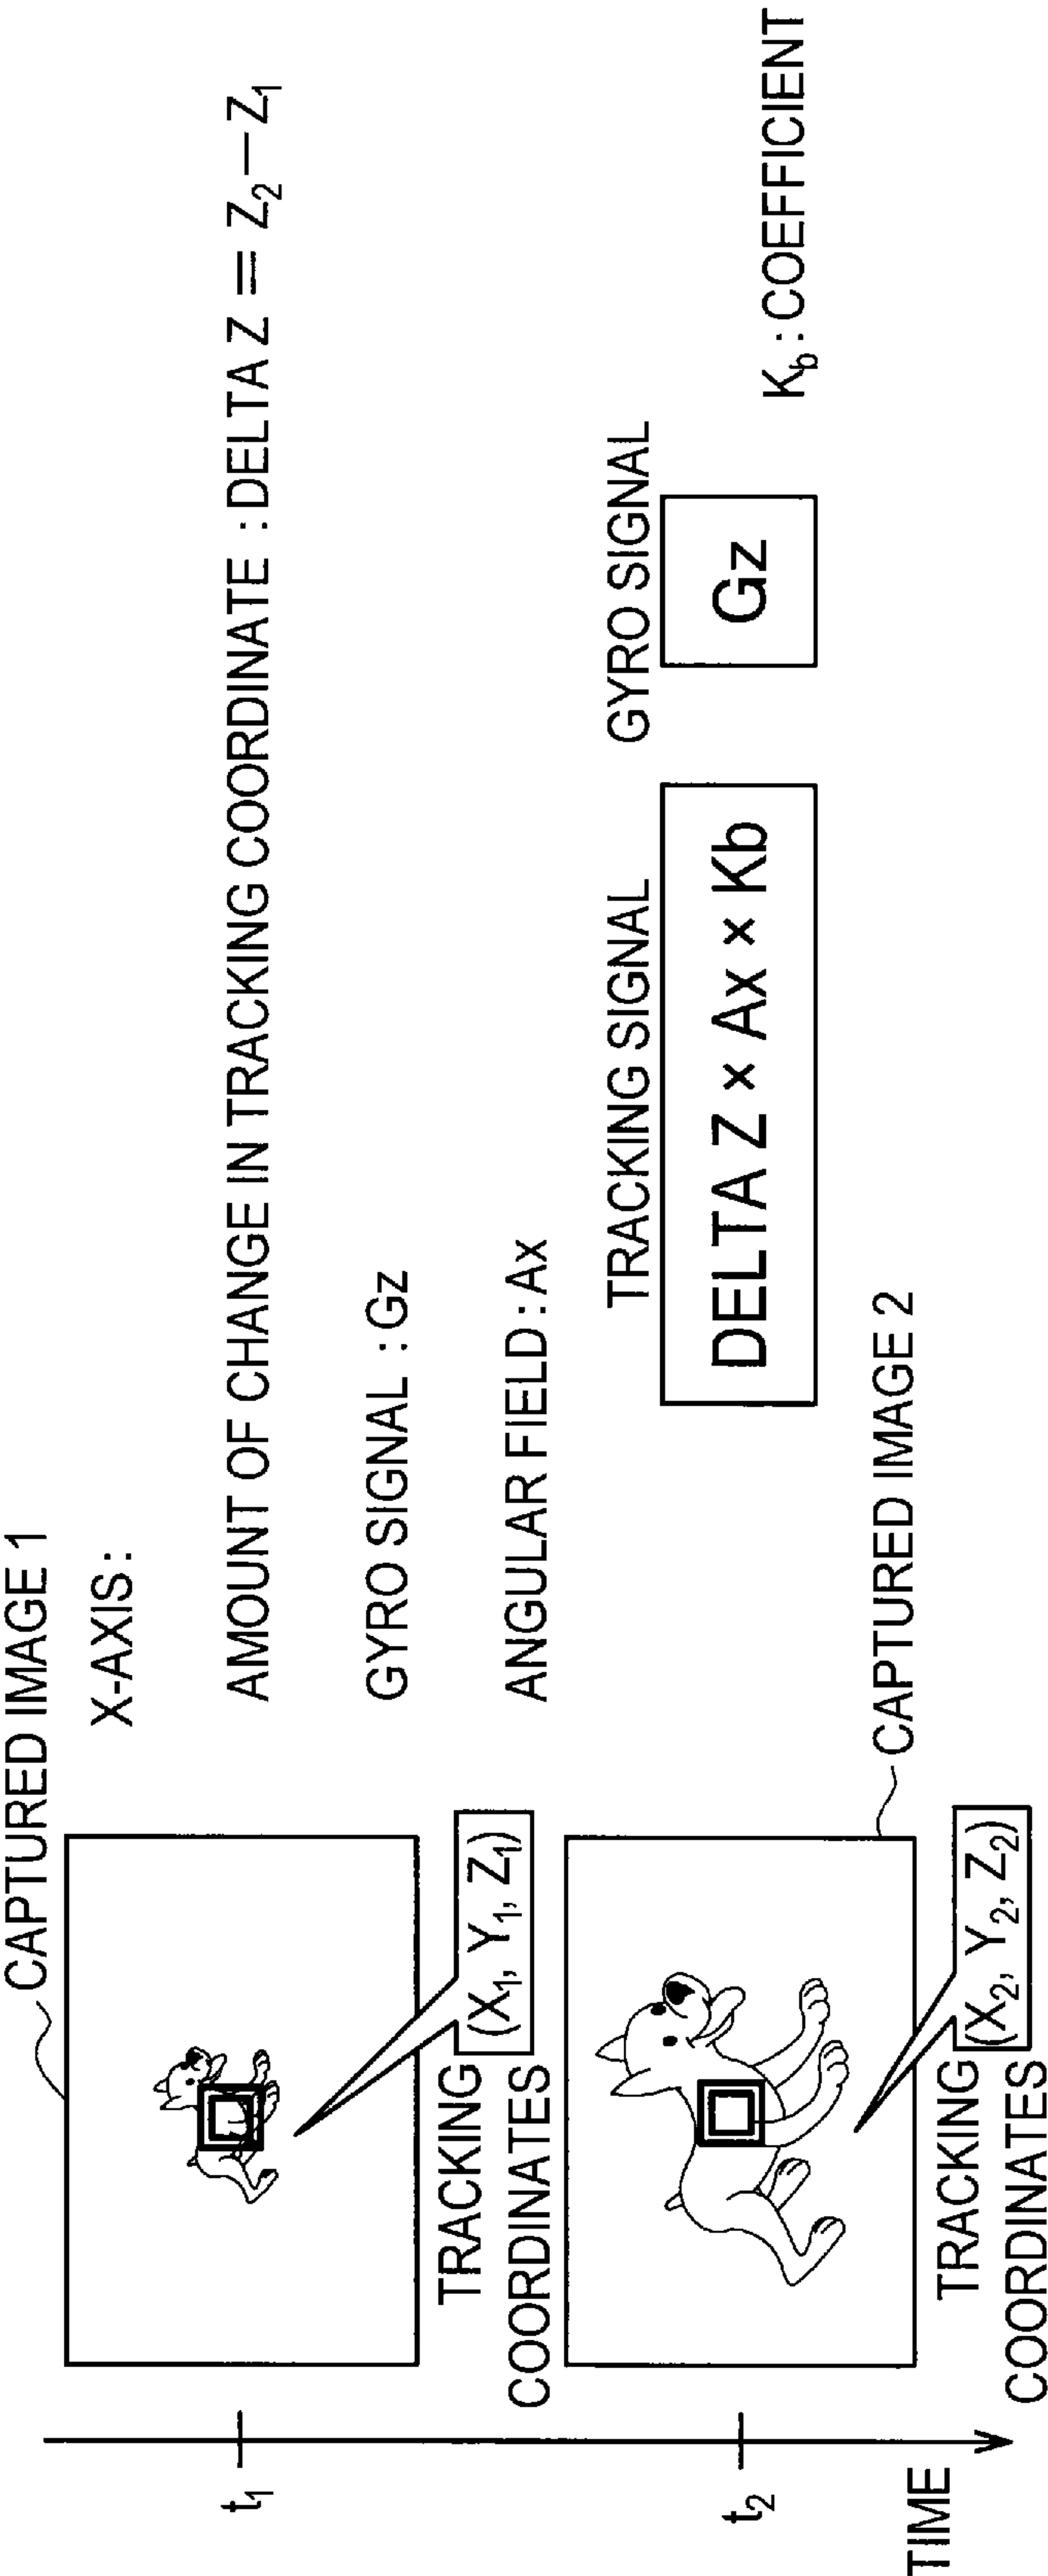 CAPTURED IMAGE 1
X-AXIS :
AMOUNT OF CHANGE IN TRACKING COORDINATE : DELTA Z = Z₂ − Z₁
GYRO SIGNAL : Gz
ANGULAR FIELD : Ax
t₁
TRACKING
COORDINATES
(X₁, Y₁, Z₁)
TRACKING SIGNAL
DELTA Z × Ax × Kb
GYRO SIGNAL
Gz
K_b : COEFFICIENT
CAPTURED IMAGE 2
t₂
TRACKING
COORDINATES
(X₂, Y₂, Z₂)
TIME